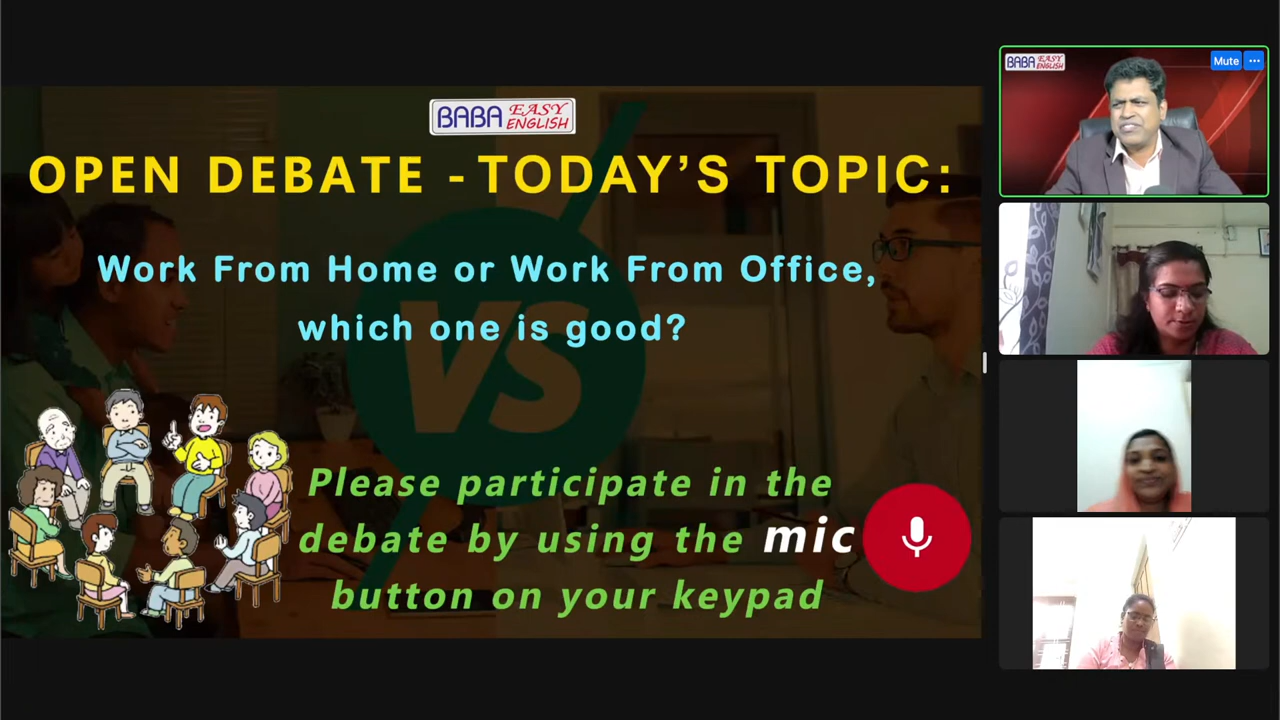 BABA EASY ENGLISH
OPEN DEBATE - TODAY'S TOPIC:
Work From Home or Work From Office,
which one is good?
VS
Please participate in the
debate by using the mic
button on your keypad
BABA EASY ENGLISH
Mute